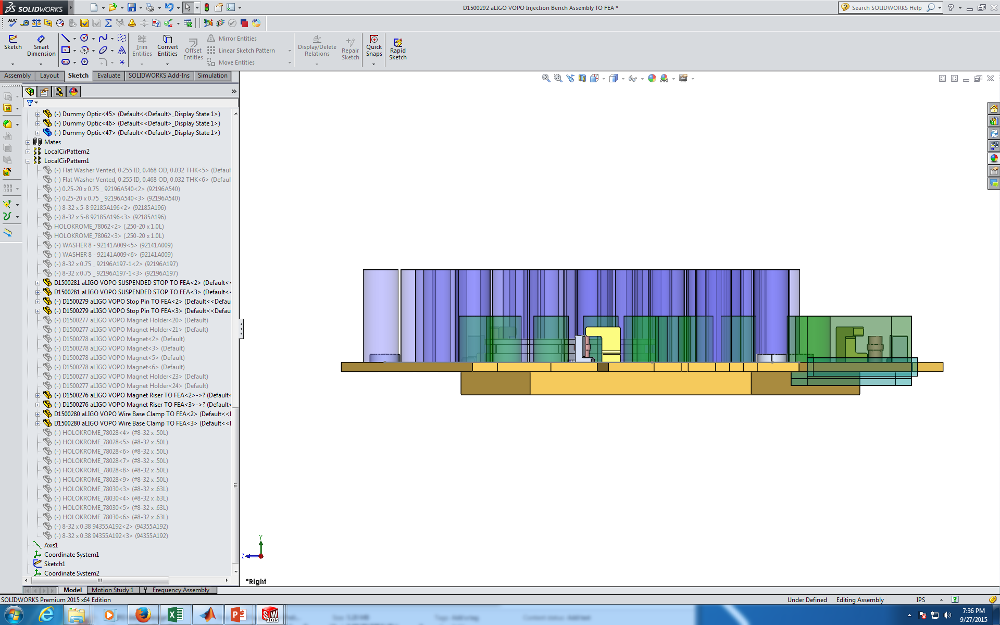 SOLIDWORKS
D1500292 aLIGO VOPO Injection Bench Assembly TO FEA *
Search SOLIDWORKS Help
Sketch
Smart Dimension
Trim Entities
Convert Entities
Offset Entities
Mirror Entities
Linear Sketch Pattern
Move Entities
Display/Delete Relations
Repair Sketch
Quick Snaps
Rapid Sketch
Assembly
Layout
Sketch
Evaluate
SOLIDWORKS Add-Ins
Simulation
(-) Dummy Optic<45> (Default<<Default>_Display State 1>)
(-) Dummy Optic<46> (Default<<Default>_Display State 1>)
(-) Dummy Optic<47> (Default<<Default>_Display State 1>)
Mates
LocalCirPattern2
LocalCirPattern1
(-) Flat Washer Vented, 0.255 ID, 0.468 OD, 0.032 THK<5> (Defaul
(-) Flat Washer Vented, 0.255 ID, 0.468 OD, 0.032 THK<6> (Defaul
(-) 0.25-20 x 0.75 _ 92196A540<2> (92196A540)
(-) 0.25-20 x 0.75 _ 92196A540<3> (92196A540)
(-) 8-32 x 5-8 92185A196<2> (92185A196)
(-) 8-32 x 5-8 92185A196<3> (92185A196)
HOLOKROME_78062<2> (.250-20 x 1.0L)
HOLOKROME_78062<3> (.250-20 x 1.0L)
(-) WASHER 8 - 92141A009<5> (92141A009)
(-) WASHER 8 - 92141A009<6> (92141A009)
(-) 8-32 x 0.75 _ 92196A197-1<2> (92196A197)
(-) 8-32 x 0.75 _ 92196A197-1<3> (92196A197)
D1500281 aLIGO VOPO SUSPENDED STOP TO FEA<2> (Default<<
D1500281 aLIGO VOPO SUSPENDED STOP TO FEA<3> (Default<<
(-) D1500279 aLIGO VOPO Stop Pin TO FEA<2> (Default<<Defau
(-) D1500279 aLIGO VOPO Stop Pin TO FEA<3> (Default<<Defau
(-) D1500277 aLIGO VOPO Magnet Holder<20> (Default)
(-) D1500277 aLIGO VOPO Magnet Holder<21> (Default)
(-) D1500278 aLIGO VOPO Magnet<2> (Default)
(-) D1500278 aLIGO VOPO Magnet<3> (Default)
(-) D1500278 aLIGO VOPO Magnet<5> (Default)
(-) D1500278 aLIGO VOPO Magnet<6> (Default)
(-) D1500277 aLIGO VOPO Magnet Holder<23> (Default)
(-) D1500277 aLIGO VOPO Magnet Holder<24> (Default)
(-) D1500276 aLIGO VOPO Magnet Riser TO FEA<2>->? (Default<
(-) D1500276 aLIGO VOPO Magnet Riser TO FEA<3>->? (Default<
D1500280 aLIGO VOPO Wire Base Clamp TO FEA<2> (Default<<D
D1500280 aLIGO VOPO Wire Base Clamp TO FEA<3> (Default<<D
(-) HOLOKROME_78028<4> (#8-32 x .50L)
(-) HOLOKROME_78028<5> (#8-32 x .50L)
(-) HOLOKROME_78028<6> (#8-32 x .50L)
(-) HOLOKROME_78028<7> (#8-32 x .50L)
(-) HOLOKROME_78028<8> (#8-32 x .50L)
(-) HOLOKROME_78028<9> (#8-32 x .50L)
(-) HOLOKROME_78030<3> (#8-32 x .63L)
(-) HOLOKROME_78030<4> (#8-32 x .63L)
(-) HOLOKROME_78030<5> (#8-32 x .63L)
(-) HOLOKROME_78030<6> (#8-32 x .63L)
(-) 8-32 x 0.38 94355A192<2> (94355A192)
(-) 8-32 x 0.38 94355A192<3> (94355A192)
Axis1
Coordinate System1
Sketch1
Coordinate System2
Y
Z
*Right
Model
Motion Study 1
Frequency Assembly
SOLIDWORKS Premium 2015 x64 Edition
Under Defined
Editing Assembly
IPS
7:36 PM
9/27/2015